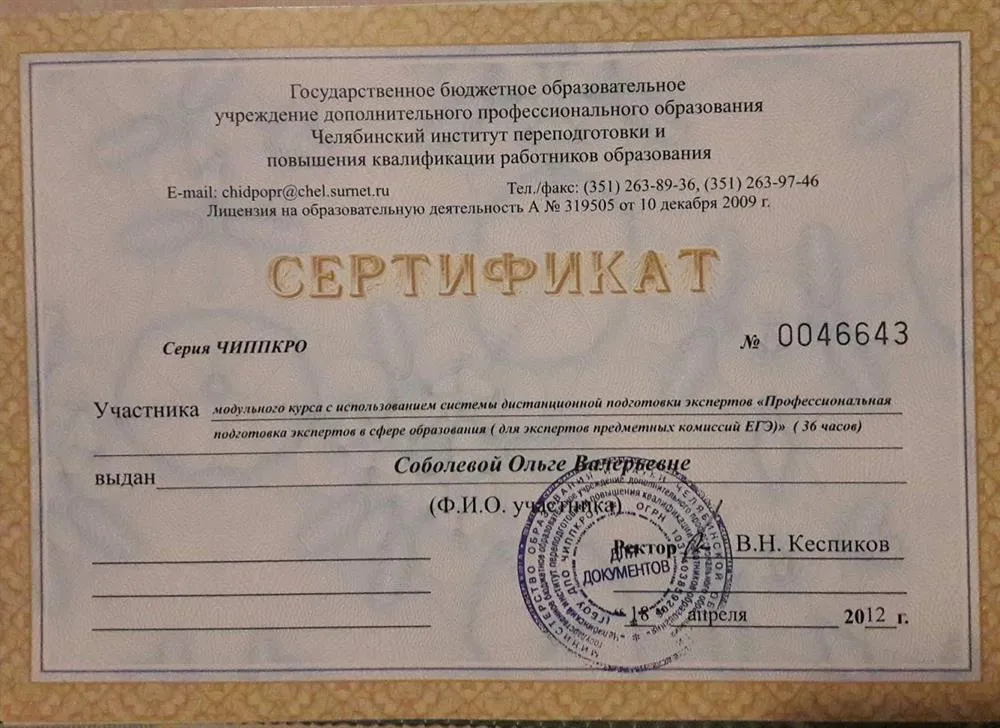 Государственное бюджетное образовательное
учреждение дополнительного профессионального образования
Челябинский институт переподготовки и
повышения квалификации работников образования
E-mail: chidpopr@chel.surnet.ru Тел./факс: (351) 263-89-36, (351) 263-97-46
Лицензия на образовательную деятельность А № 319505 от 10 декабря 2009 г.
СЕРТИФИКАТ
Серия ЧИППКРО № 0046643
Участника модульного курса с использованием системы дистанционной подготовки экспертов «Профессиональная
подготовка экспертов в сфере образования ( для экспертов предметных комиссий ЕГЭ)» ( 36 часов)
выдан Соболевой Ольге Валерьевне
(Ф.И.О. участника)
Ректор В.Н. Кеспиков
ДЛЯ
ДОКУМЕНТОВ
" 18 " апреля 2012 г.